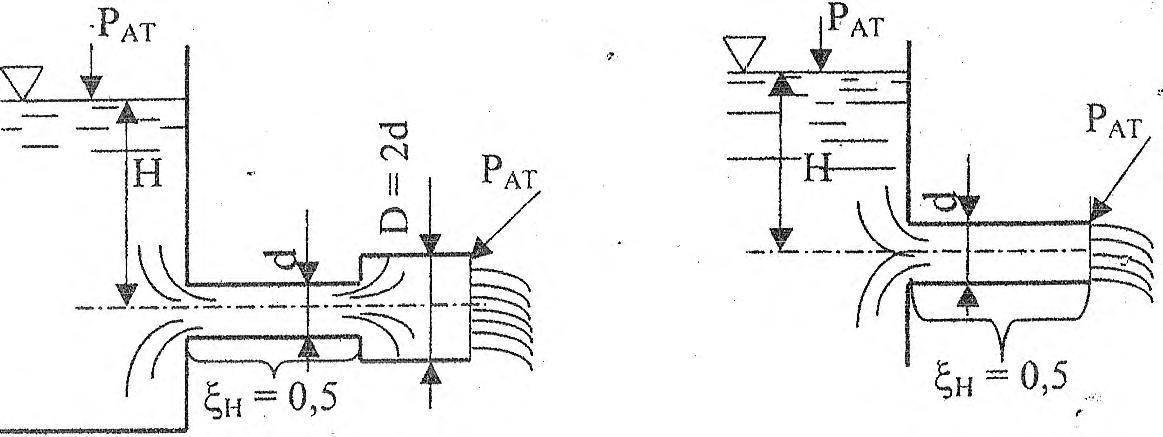 P_AT
H
d
D = 2d
P_AT
ξ_H = 0,5
P_AT
H
d
P_AT
ξ_H = 0,5